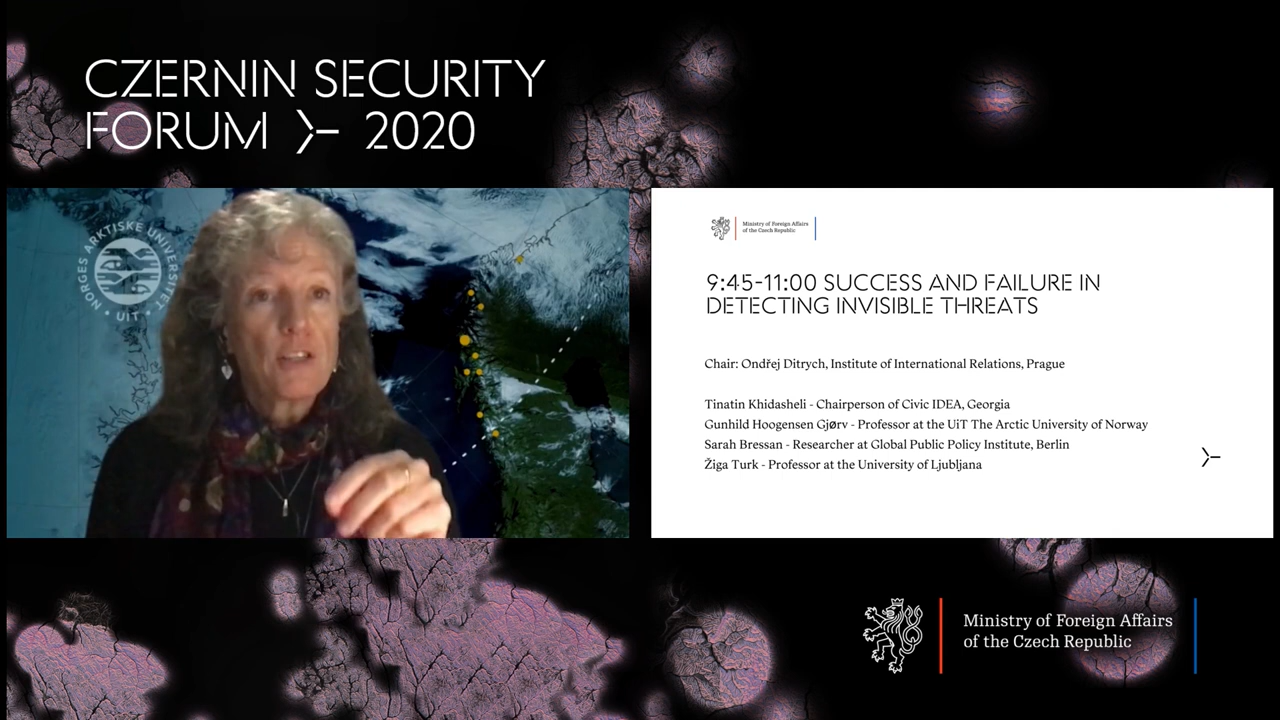 CZERNIN SECURITY
FORUM >- 2020
NORGES ARKTISKE UNIVERSITET
• UIT •
Ministry of Foreign Affairs
of the Czech Republic
9:45-11:00 SUCCESS AND FAILURE IN
DETECTING INVISIBLE THREATS
Chair: Ondřej Ditrych, Institute of International Relations, Prague
Tinatin Khidasheli - Chairperson of Civic IDEA, Georgia
Gunhild Hoogensen Gjørv - Professor at the UiT The Arctic University of Norway
Sarah Bressan - Researcher at Global Public Policy Institute, Berlin
Žiga Turk - Professor at the University of Ljubljana
Ministry of Foreign Affairs
of the Czech Republic